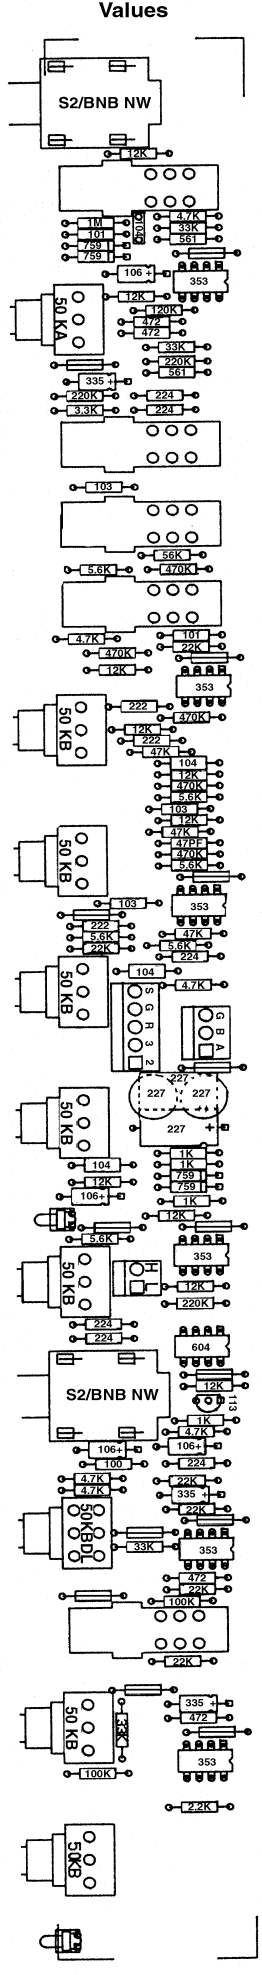 Values
S2/BNB NW
12K
1M
101
759
759
104
4.7K
33K
561
106 +
353
12K
120K
472
472
50 KA
33K
220K
561
335 +
220K
224
3.3K
224
103
56K
5.6K
470K
4.7K
101
22K
470K
12K
353
222
470K
50 KB
12K
222
47K
104
12K
470K
5.6K
103
12K
47K
47PF
470K
5.6K
50 KB
103
353
222
5.6K
22K
47K
5.6K
224
104
4.7K
50 KB
S
G
R
3
2
G
B
A
227
227
227
227
+
50 KB
1K
1K
759
759
104
12K
106+
1K
12K
5.6K
353
50 KB
H
L
12K
220K
224
224
604
S2/BNB NW
12K
113
1K
4.7K
106+
106+
100
224
4.7K
4.7K
22K
335 +
22K
50KBDL
33K
353
472
22K
100K
22K
50 KB
33K
335 +
472
353
100K
2.2K
50KB